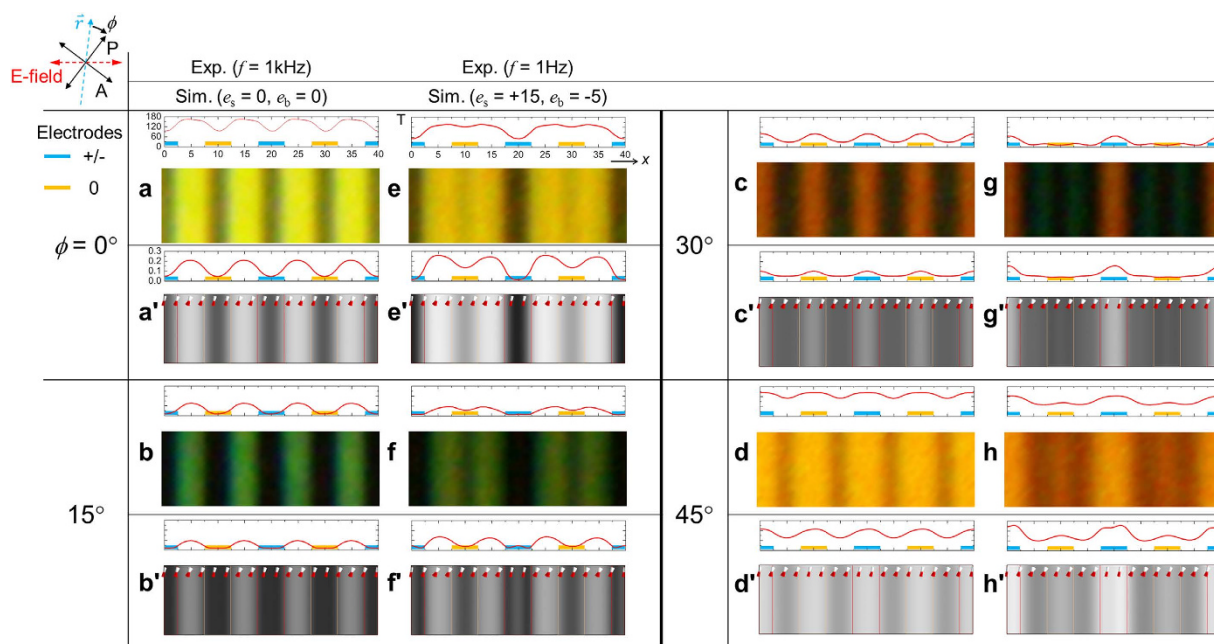 r ϕ
P
E-field
A
Exp. (f = 1kHz) Exp. (f = 1Hz)
Sim. (es = 0, eb = 0) Sim. (es = +15, eb = -5)
Electrodes
+/-
0
180
120
60
0
0 5 10 15 20 25 30 35 40
T
0 5 10 15 20 25 30 35 40 x
a e c g
ϕ = 0° 30°
0.3
0.2
0.1
0.0
a' e' c' g'
b f d h
15° 45°
b' f' d' h'